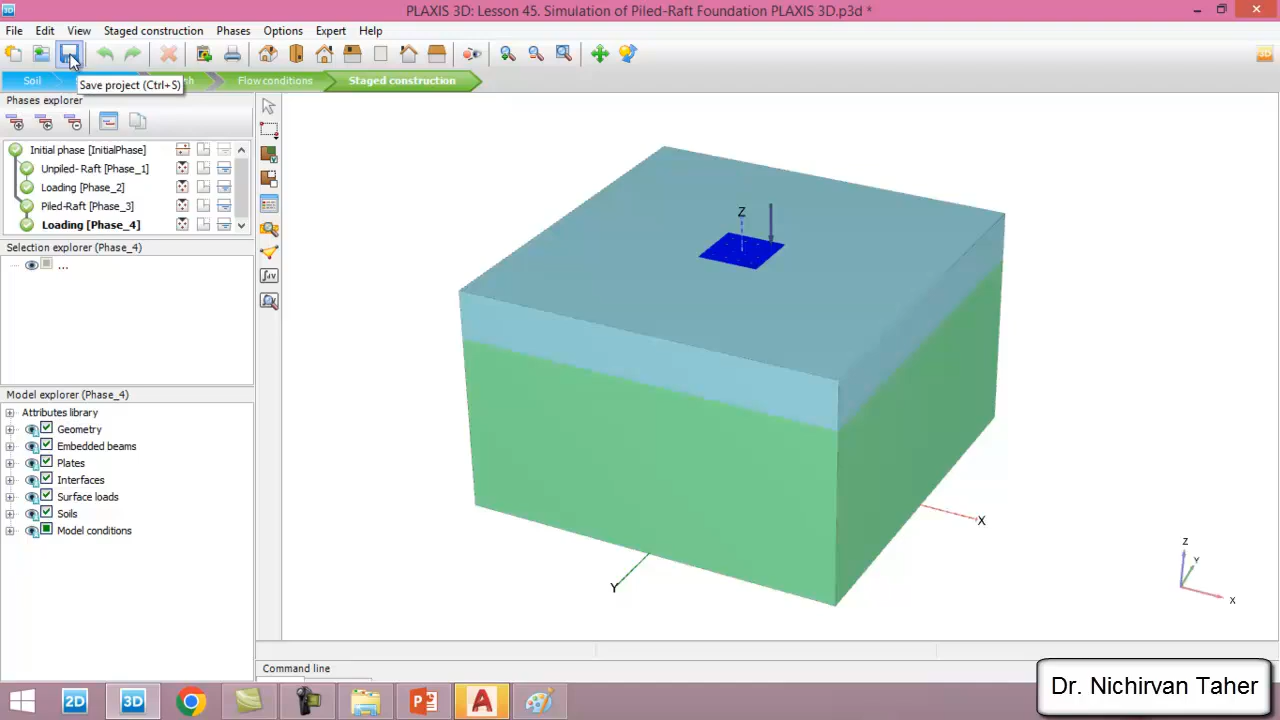 PLAXIS 3D: Lesson 45. Simulation of Piled-Raft Foundation PLAXIS 3D.p3d *
File Edit View Staged construction Phases Options Expert Help
Soil
Flow conditions
Staged construction
Save project (Ctrl+S)
Phases explorer
Initial phase [InitialPhase]
Unpiled- Raft [Phase_1]
Loading [Phase_2]
Piled-Raft [Phase_3]
Loading [Phase_4]
Selection explorer (Phase_4)
...
Model explorer (Phase_4)
Attributes library
Geometry
Embedded beams
Plates
Interfaces
Surface loads
Soils
Model conditions
Z
X
Y
Z
Y
X
Command line
Dr. Nichirvan Taher
2D
3D